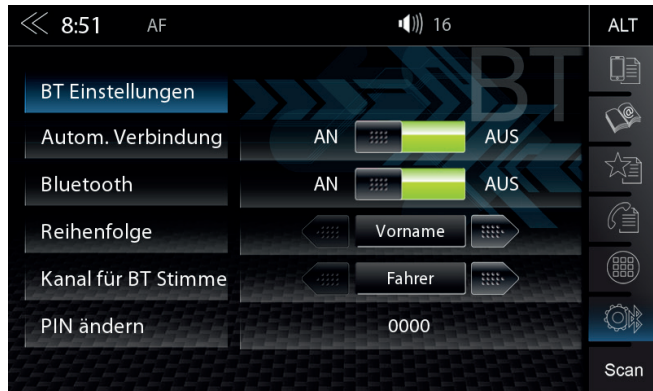 8:51 AF 16 ALT
BT
BT Einstellungen
Autom. Verbindung AN AUS
Bluetooth AN AUS
Reihenfolge Vorname
Kanal für BT Stimme Fahrer
PIN ändern 0000
Scan